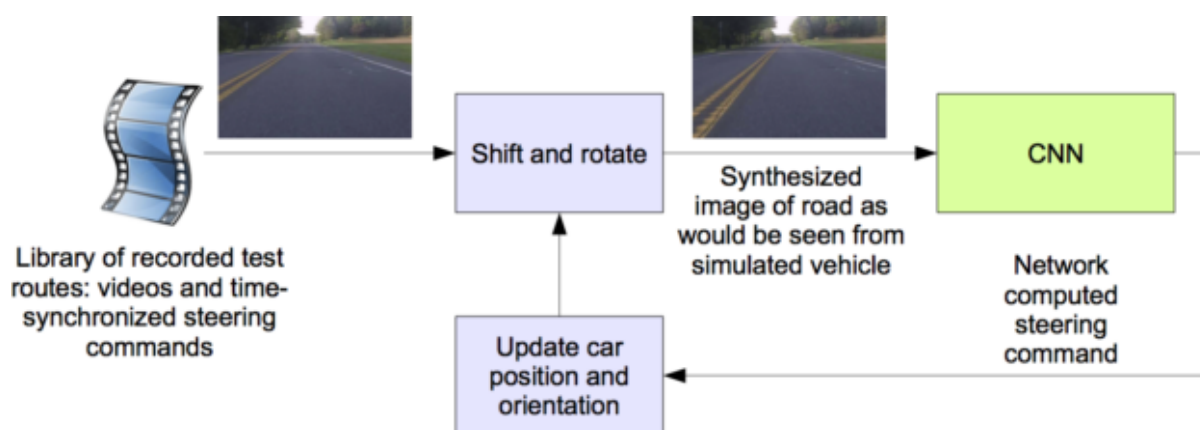 Shift and rotate
CNN
Synthesized
image of road as
would be seen from
simulated vehicle
Library of recorded test
routes: videos and time-
synchronized steering
commands
Network
computed
steering
command
Update car
position and
orientation